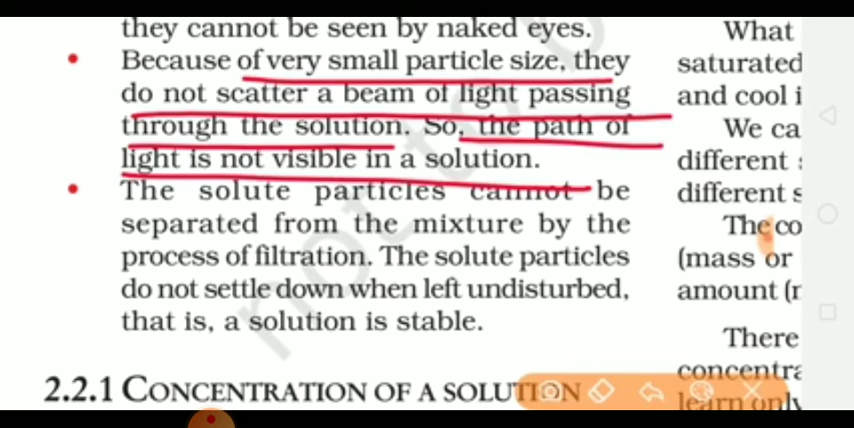 they cannot be seen by naked eyes.
• Because of very small particle size, they
do not scatter a beam of light passing
through the solution. So, the path of
light is not visible in a solution.
• The solute particles cannot be
separated from the mixture by the
process of filtration. The solute particles
do not settle down when left undisturbed,
that is, a solution is stable.
2.2.1 CONCENTRATION OF A SOLUTION
What
saturated
and cool i
We ca
different
different s
The co
(mass or
amount (
There
concentra
learn only
not to b